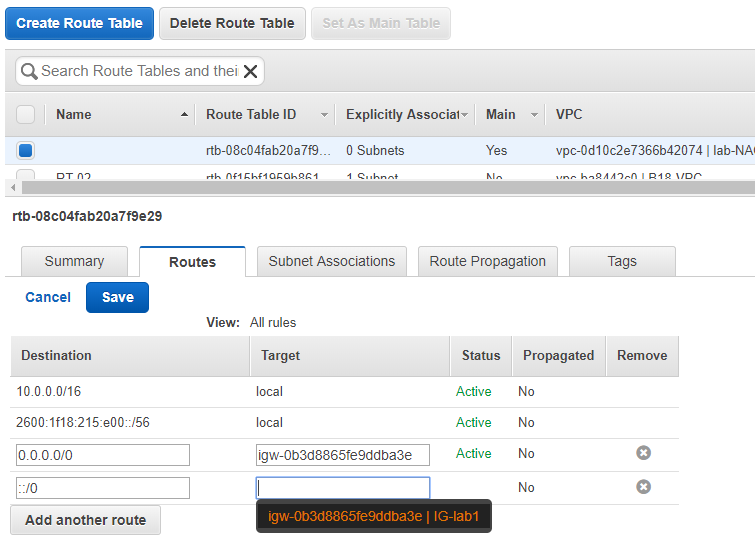 Create Route Table Delete Route Table Set As Main Table
Search Route Tables and thei
Name Route Table ID Explicitly Associat Main VPC
rtb-08c04fab20a7f9... 0 Subnets Yes vpc-0d10c2e7366b42074 | lab-NA
RT-02 rtb-0f15bf1959b861 1 Subnet No vpc-ba8442c0 | B18-VPC
rtb-08c04fab20a7f9e29
Summary Routes Subnet Associations Route Propagation Tags
Cancel Save
View: All rules
Destination Target Status Propagated Remove
10.0.0.0/16 local Active No
2600:1f18:215:e00::/56 local Active No
0.0.0.0/0 igw-0b3d8865fe9ddba3e Active No
::/0 No
igw-0b3d8865fe9ddba3e | IG-lab1
Add another route